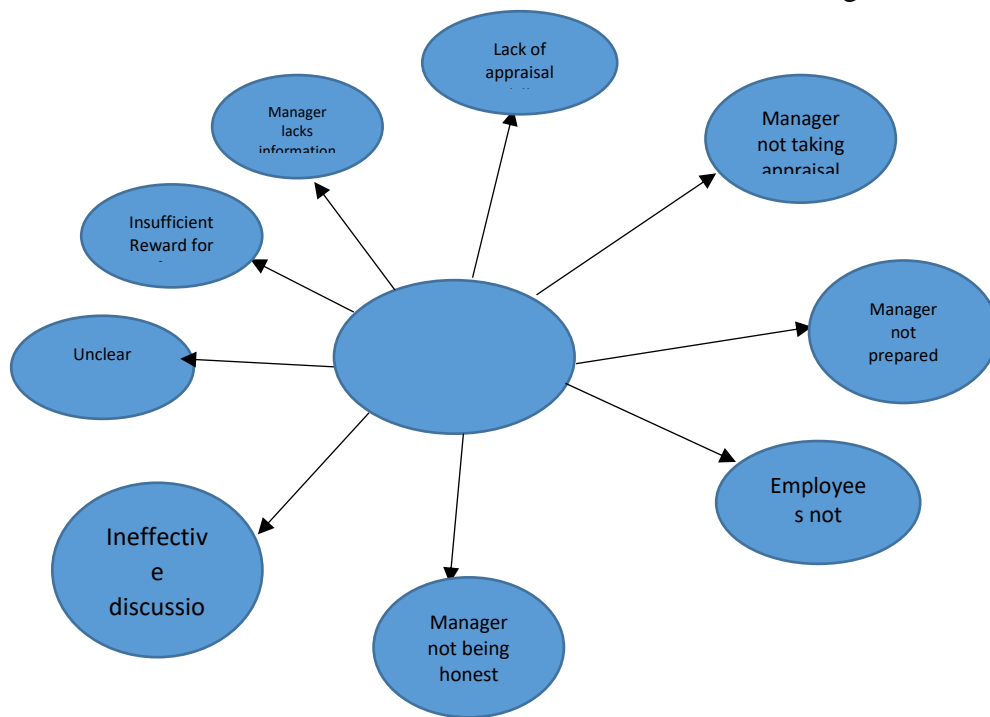 g
Lack of
appraisal
Manager
lacks
information
Manager
not taking
appraisal
Insufficient
Reward for
Manager
not
prepared
Unclear
Employee
s not
Ineffectiv
e
discussio
Manager
not being
honest